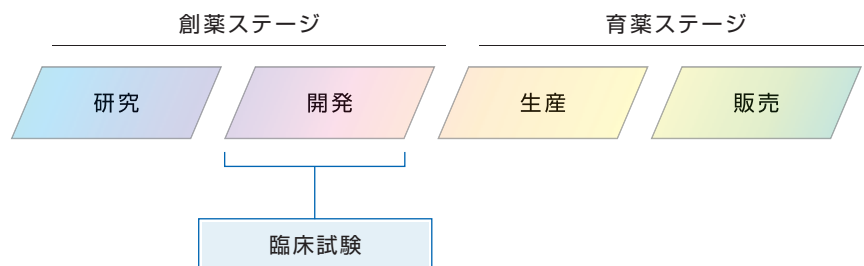 創薬ステージ
育薬ステージ
研究
開発
生産
販売
臨床試験